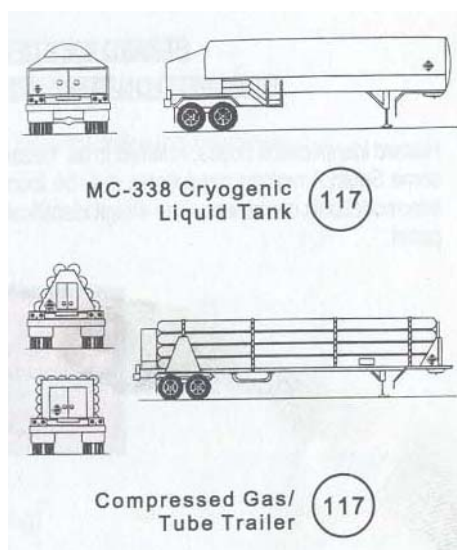 MC-338 Cryogenic
Liquid Tank
117
Compressed Gas/
Tube Trailer
117